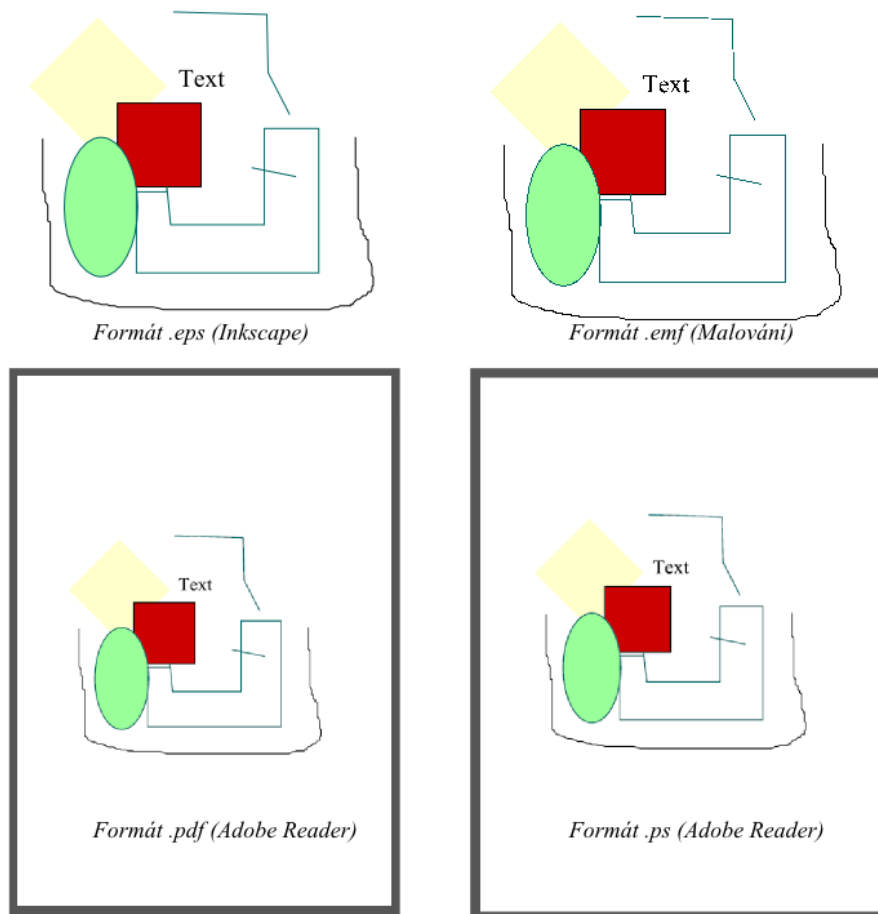 Text
Text
Formát .eps (Inkscape)
Formát .emf (Malování)
Text
Text
Formát .pdf (Adobe Reader)
Formát .ps (Adobe Reader)